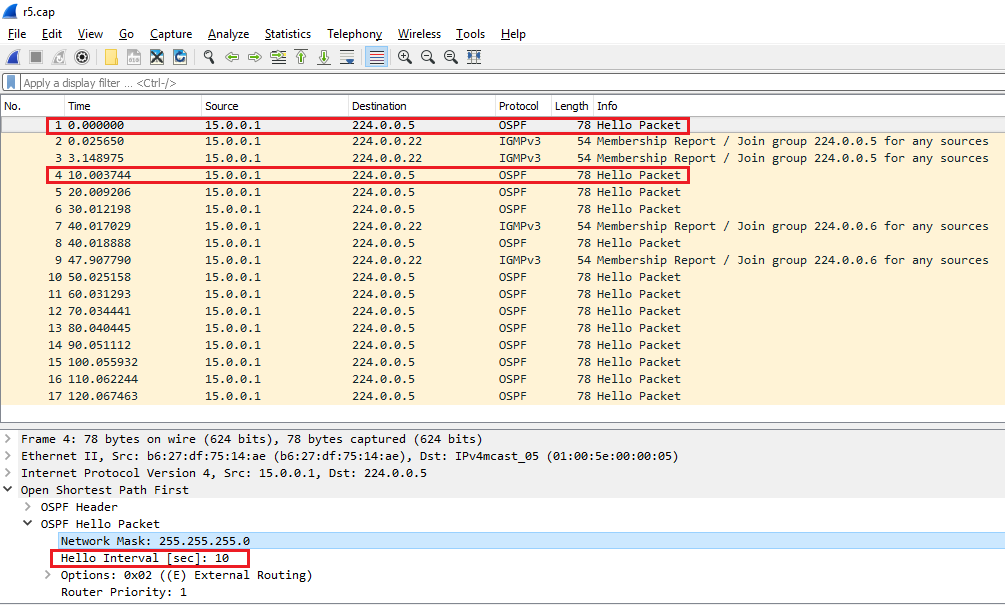 r5.cap
File Edit View Go Capture Analyze Statistics Telephony Wireless Tools Help
Apply a display filter ... <Ctrl-/>
No. Time Source Destination Protocol Length Info
1 0.000000 15.0.0.1 224.0.0.5 OSPF 78 Hello Packet
2 0.025650 15.0.0.1 224.0.0.22 IGMPv3 54 Membership Report / Join group 224.0.0.5 for any sources
3 3.148975 15.0.0.1 224.0.0.22 IGMPv3 54 Membership Report / Join group 224.0.0.5 for any sources
4 10.003744 15.0.0.1 224.0.0.5 OSPF 78 Hello Packet
5 20.009206 15.0.0.1 224.0.0.5 OSPF 78 Hello Packet
6 30.012198 15.0.0.1 224.0.0.5 OSPF 78 Hello Packet
7 40.017029 15.0.0.1 224.0.0.22 IGMPv3 54 Membership Report / Join group 224.0.0.6 for any sources
8 40.018888 15.0.0.1 224.0.0.5 OSPF 78 Hello Packet
9 47.907790 15.0.0.1 224.0.0.22 IGMPv3 54 Membership Report / Join group 224.0.0.6 for any sources
10 50.025158 15.0.0.1 224.0.0.5 OSPF 78 Hello Packet
11 60.031293 15.0.0.1 224.0.0.5 OSPF 78 Hello Packet
12 70.034441 15.0.0.1 224.0.0.5 OSPF 78 Hello Packet
13 80.040445 15.0.0.1 224.0.0.5 OSPF 78 Hello Packet
14 90.051112 15.0.0.1 224.0.0.5 OSPF 78 Hello Packet
15 100.055932 15.0.0.1 224.0.0.5 OSPF 78 Hello Packet
16 110.062244 15.0.0.1 224.0.0.5 OSPF 78 Hello Packet
17 120.067463 15.0.0.1 224.0.0.5 OSPF 78 Hello Packet
Frame 4: 78 bytes on wire (624 bits), 78 bytes captured (624 bits)
Ethernet II, Src: b6:27:df:75:14:ae (b6:27:df:75:14:ae), Dst: IPv4mcast_05 (01:00:5e:00:00:05)
Internet Protocol Version 4, Src: 15.0.0.1, Dst: 224.0.0.5
Open Shortest Path First
OSPF Header
OSPF Hello Packet
Network Mask: 255.255.255.0
Hello Interval [sec]: 10
Options: 0x02 ((E) External Routing)
Router Priority: 1